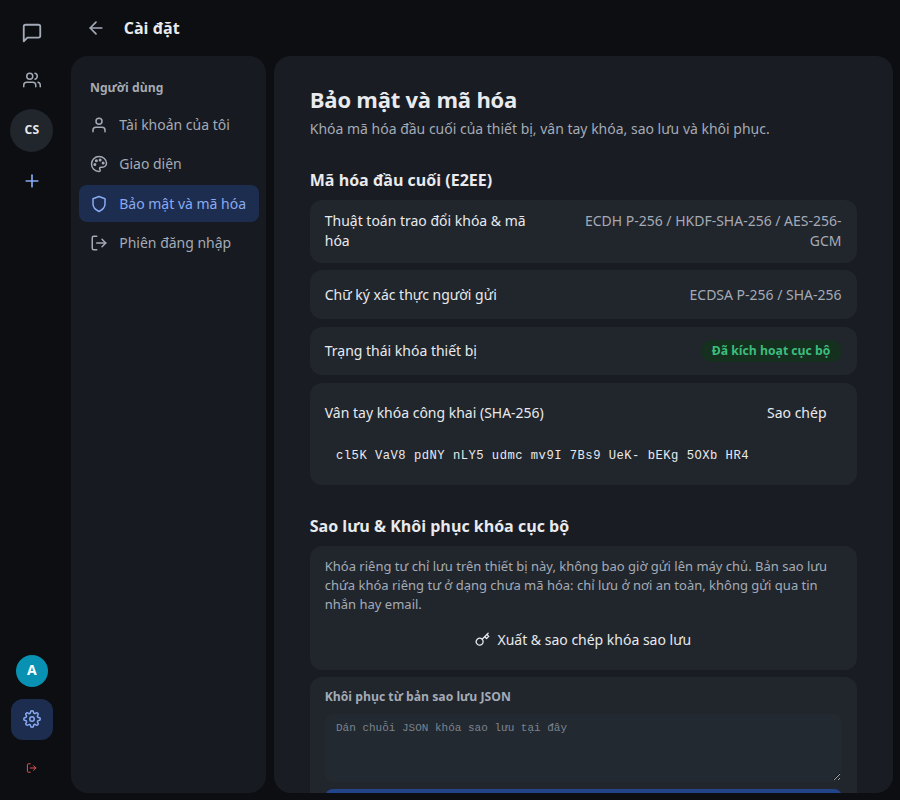 Cài đặt
CS
Người dùng
Tài khoản của tôi
Giao diện
Bảo mật và mã hóa
Phiên đăng nhập
A
Bảo mật và mã hóa
Khóa mã hóa đầu cuối của thiết bị, vân tay khóa, sao lưu và khôi phục.
Mã hóa đầu cuối (E2EE)
Thuật toán trao đổi khóa & mã
hóa
ECDH P-256 / HKDF-SHA-256 / AES-256-
GCM
Chữ ký xác thực người gửi
ECDSA P-256 / SHA-256
Trạng thái khóa thiết bị
Đã kích hoạt cục bộ
Vân tay khóa công khai (SHA-256)
Sao chép
cl5K VaV8 pdNY nLY5 udmc mv9I 7Bs9 UeK- bEKg 5OXb HR4
Sao lưu & Khôi phục khóa cục bộ
Khóa riêng tư chỉ lưu trên thiết bị này, không bao giờ gửi lên máy chủ. Bản sao lưu
chứa khóa riêng tư ở dạng chưa mã hóa: chỉ lưu ở nơi an toàn, không gửi qua tin
nhắn hay email.
Xuất & sao chép khóa sao lưu
Khôi phục từ bản sao lưu JSON
Dán chuỗi JSON khóa sao lưu tại đây